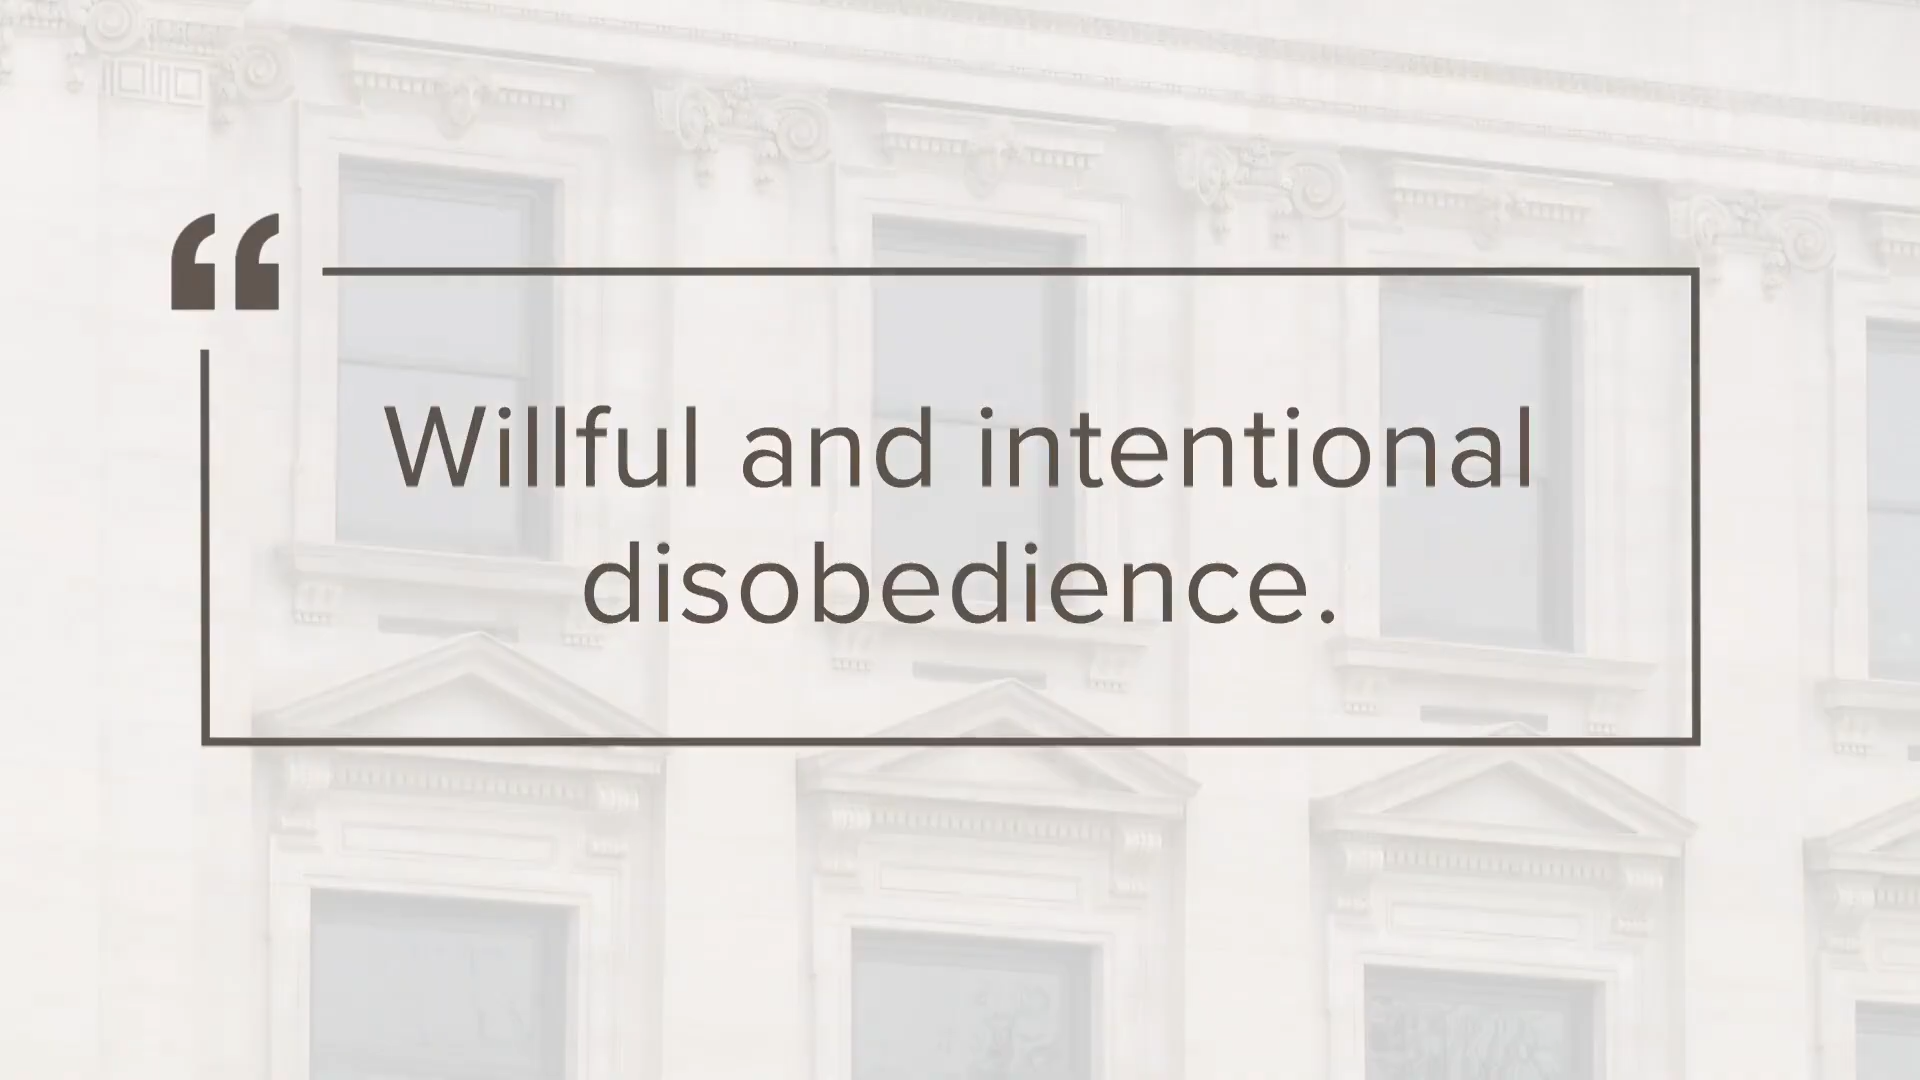 “
Willful and intentional
disobedience.